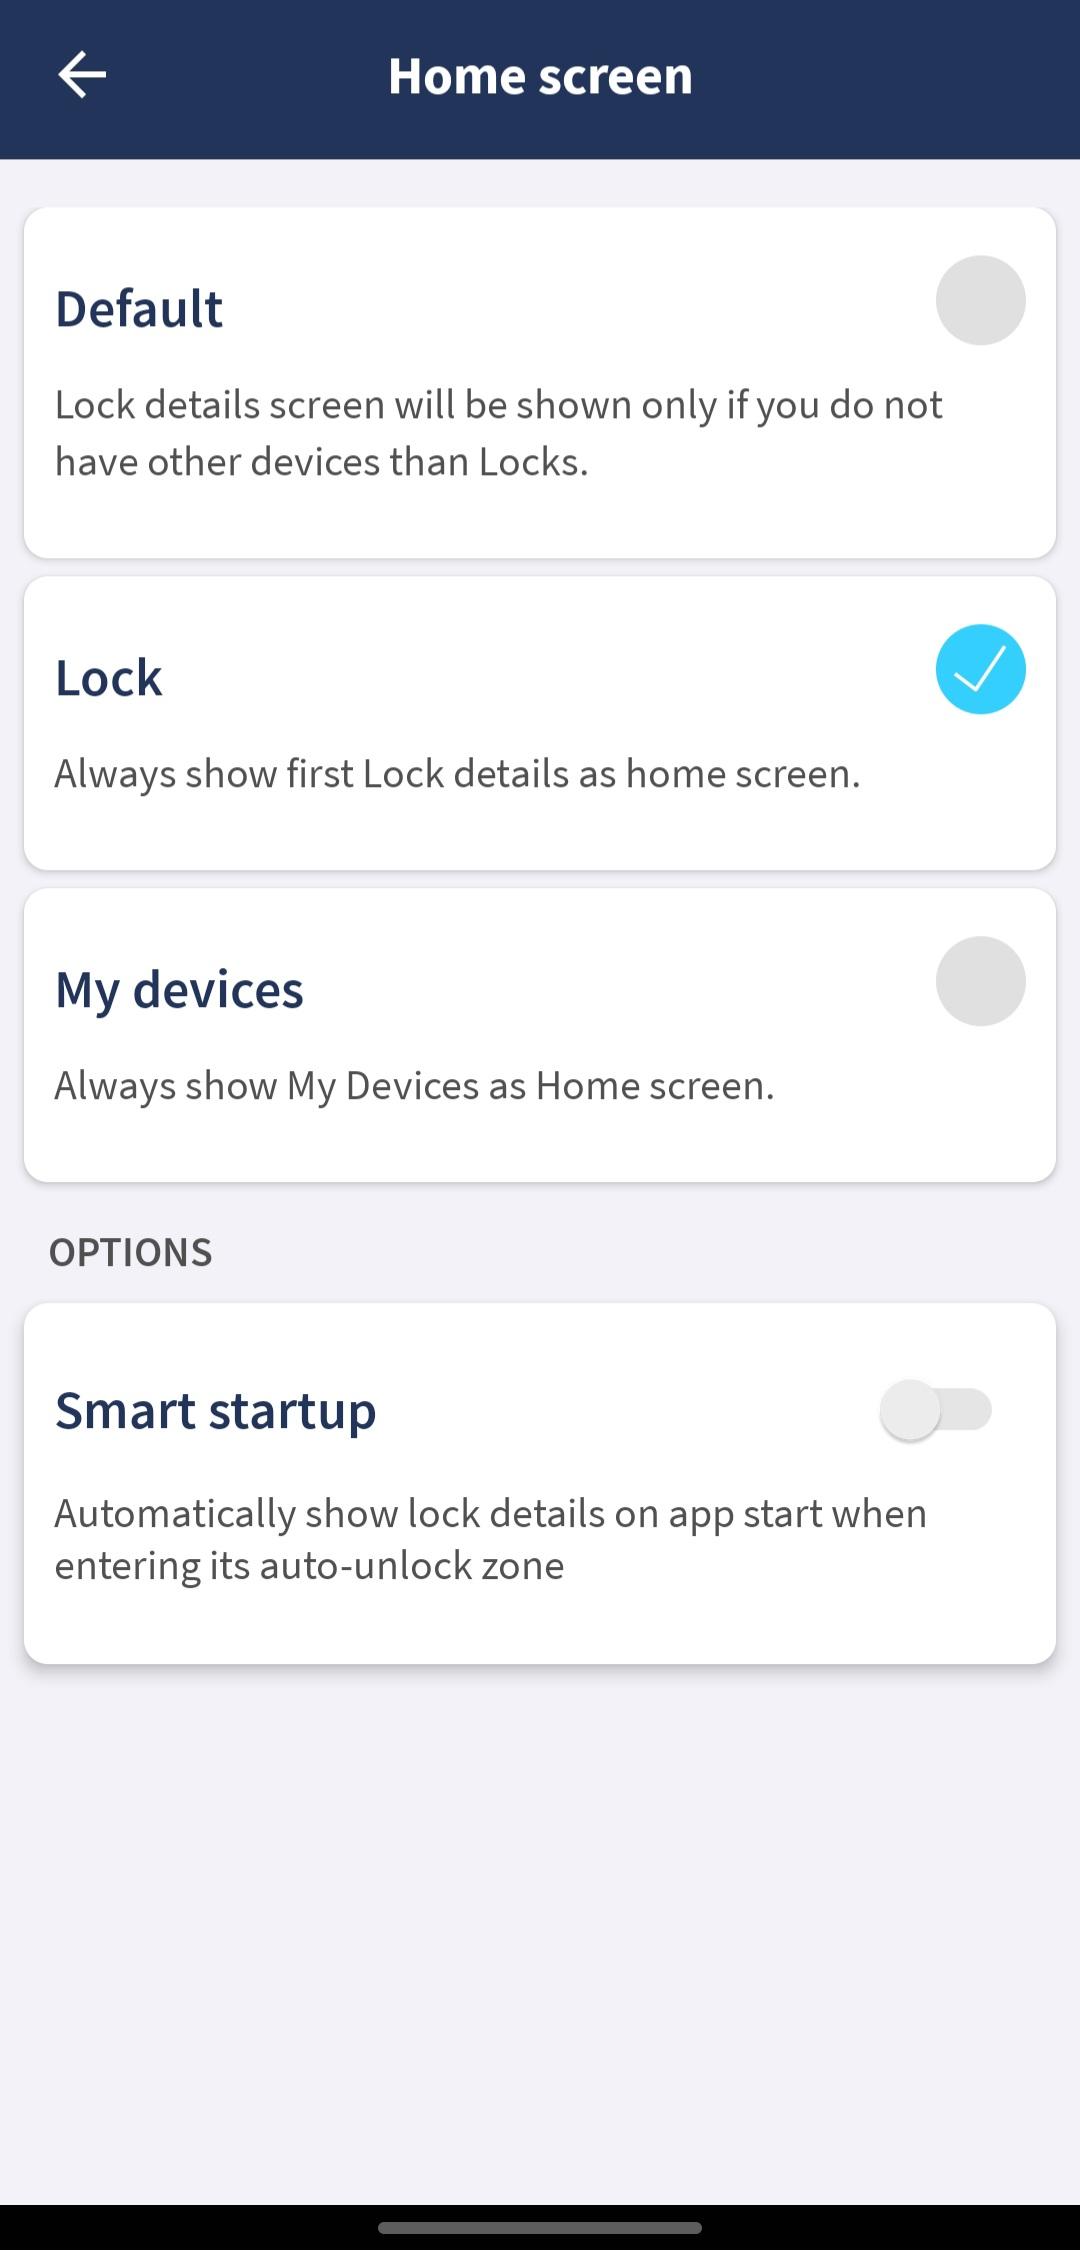 Home screen
Default
Lock details screen will be shown only if you do not
have other devices than Locks.
Lock
Always show first Lock details as home screen.
My devices
Always show My Devices as Home screen.
OPTIONS
Smart startup
Automatically show lock details on app start when
entering its auto-unlock zone